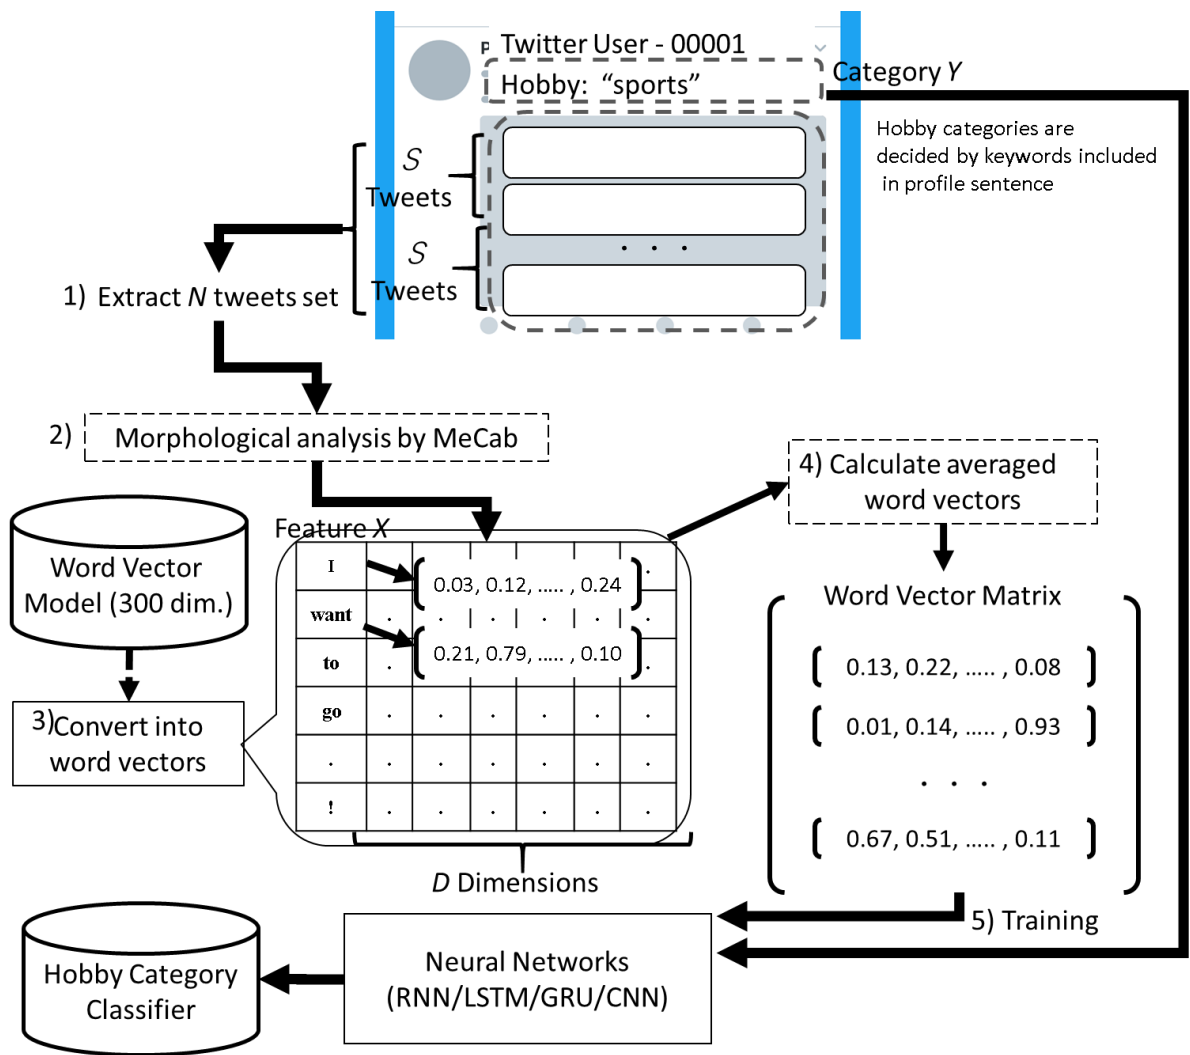 Twitter User - 00001
Hobby: “sports”
Category Y
Hobby categories are
decided by keywords included
in profile sentence
S
Tweets
S
Tweets
. . .
1) Extract N tweets set
2) Morphological analysis by MeCab
4) Calculate averaged
word vectors
Word Vector
Model (300 dim.)
3) Convert into
word vectors
Feature X
I
0.03, 0.12, ..... , 0.24
want
to
0.21, 0.79, ..... , 0.10
go
.
!
D Dimensions
Word Vector Matrix
0.13, 0.22, ..... , 0.08
0.01, 0.14, ..... , 0.93
. . .
0.67, 0.51, ..... , 0.11
5) Training
Neural Networks
(RNN/LSTM/GRU/CNN)
Hobby Category
Classifier